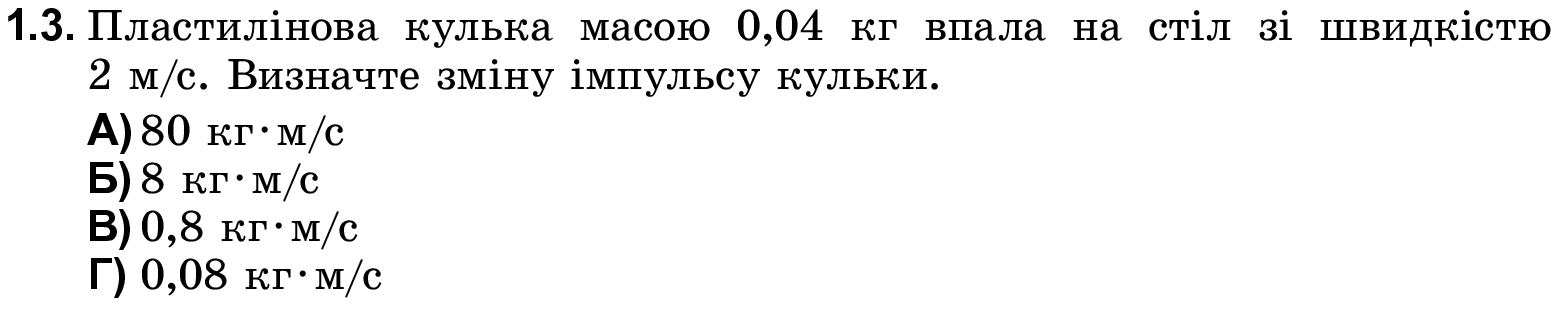 1.3. Пластилінова кулька масою 0,04 кг впала на стіл зі швидкістю
2 м/с. Визначте зміну імпульсу кульки.
А) 80 кг·м/с
Б) 8 кг·м/с
В) 0,8 кг·м/с
Г) 0,08 кг·м/с